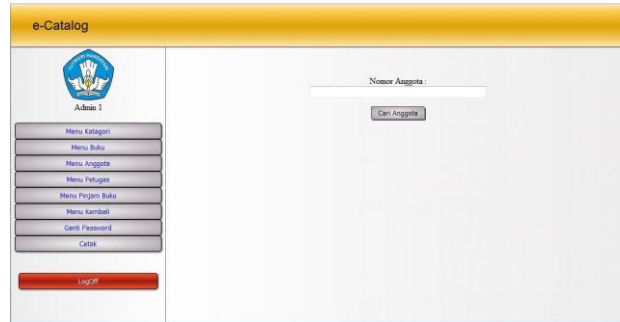 e-Catalog
Admin 1
Menu Katagori
Menu Buku
Menu Anggota
Menu Petugas
Menu Pinjam Buku
Menu Kembali
Ganti Password
Cetak
LogOff
Nomor Anggota :
Cari Anggota